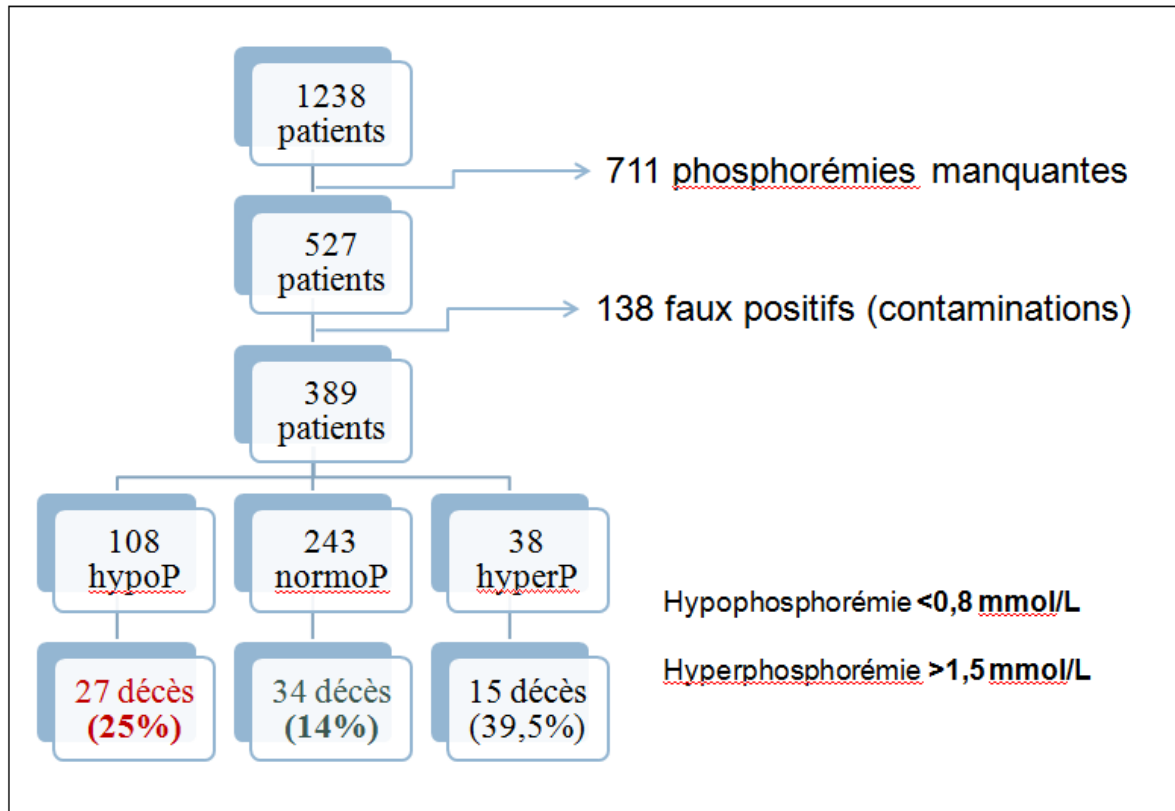 1238
patients
711 phosphorémies manquantes
527
patients
138 faux positifs (contaminations)
389
patients
108
hypoP
243
normoP
38
hyperP
Hypophosphorémie <0,8 mmol/L
Hyperphosphorémie >1,5 mmol/L
27 décès
(25%)
34 décès
(14%)
15 décès
(39,5%)